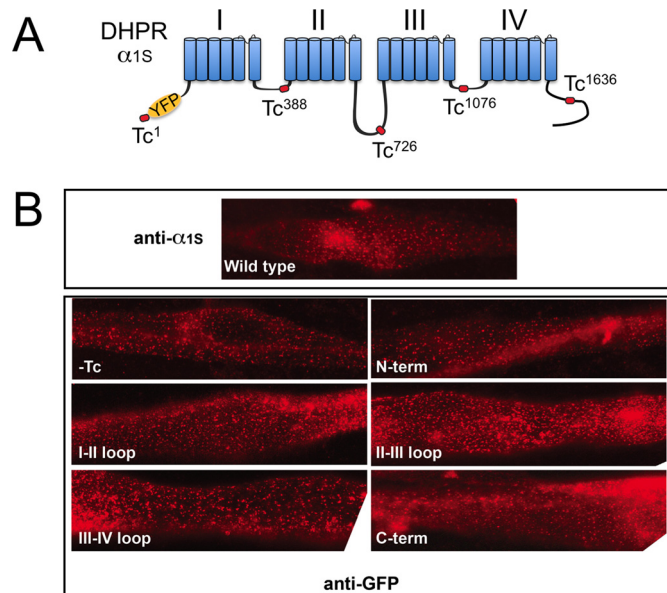 A
DHPR
α1S
I II III IV
YFP
Tc1
Tc388
Tc726
Tc1076
Tc1636
B
anti-α1S
Wild type
-Tc
N-term
I-II loop
II-III loop
III-IV loop
C-term
anti-GFP